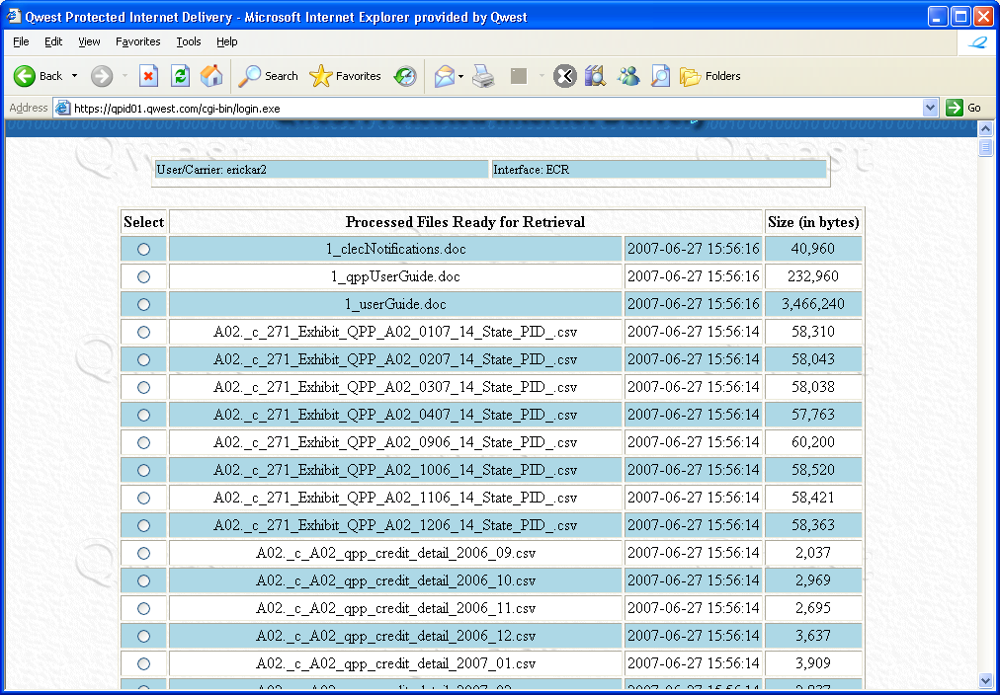 Qwest Protected Internet Delivery - Microsoft Internet Explorer provided by Qwest
File Edit View Favorites Tools Help
Back Search Favorites Folders
Address https://qpid01.qwest.com/cgi-bin/login.exe Go
Qwest Qwest
User/Carrier: erickar2 Interface: ECR
Select Processed Files Ready for Retrieval Size (in bytes)
1_clecNotifications.doc 2007-06-27 15:56:16 40,960
1_qppUserGuide.doc 2007-06-27 15:56:16 232,960
1_userGuide.doc 2007-06-27 15:56:16 3,466,240
A02._c_271_Exhibit_QPP_A02_0107_14_State_PID_.csv 2007-06-27 15:56:14 58,310
A02._c_271_Exhibit_QPP_A02_0207_14_State_PID_.csv 2007-06-27 15:56:14 58,043
A02._c_271_Exhibit_QPP_A02_0307_14_State_PID_.csv 2007-06-27 15:56:14 58,038
A02._c_271_Exhibit_QPP_A02_0407_14_State_PID_.csv 2007-06-27 15:56:14 57,763
A02._c_271_Exhibit_QPP_A02_0906_14_State_PID_.csv 2007-06-27 15:56:14 60,200
A02._c_271_Exhibit_QPP_A02_1006_14_State_PID_.csv 2007-06-27 15:56:14 58,520
A02._c_271_Exhibit_QPP_A02_1106_14_State_PID_.csv 2007-06-27 15:56:14 58,421
A02._c_271_Exhibit_QPP_A02_1206_14_State_PID_.csv 2007-06-27 15:56:14 58,363
A02._c_A02_qpp_credit_detail_2006_09.csv 2007-06-27 15:56:14 2,037
A02._c_A02_qpp_credit_detail_2006_10.csv 2007-06-27 15:56:14 2,969
A02._c_A02_qpp_credit_detail_2006_11.csv 2007-06-27 15:56:14 2,695
A02._c_A02_qpp_credit_detail_2006_12.csv 2007-06-27 15:56:14 3,637
A02._c_A02_qpp_credit_detail_2007_01.csv 2007-06-27 15:56:14 3,909